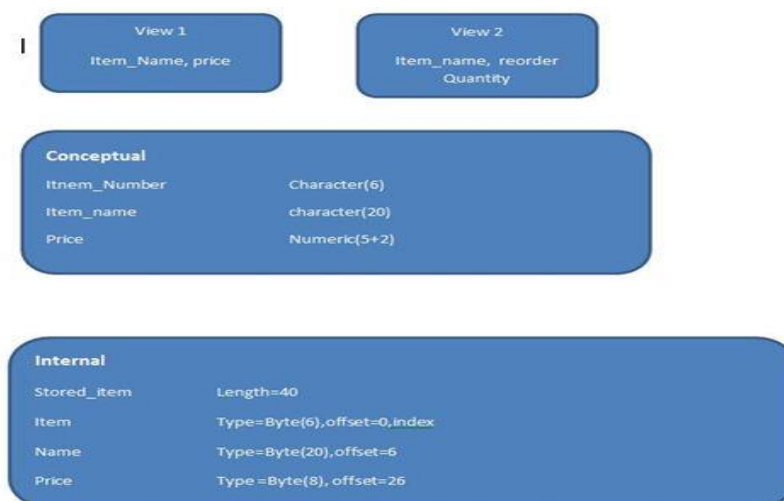 View 1
Item_Name, price
View 2
Item_name, reorder
Quantity
Conceptual
Itnem_Number Character(6)
Item_name character(20)
Price Numeric(5+2)
Internal
Stored_item Length=40
Item Type=Byte(6),offset=0,index
Name Type=Byte(20),offset=6
Price Type=Byte(8), offset=26